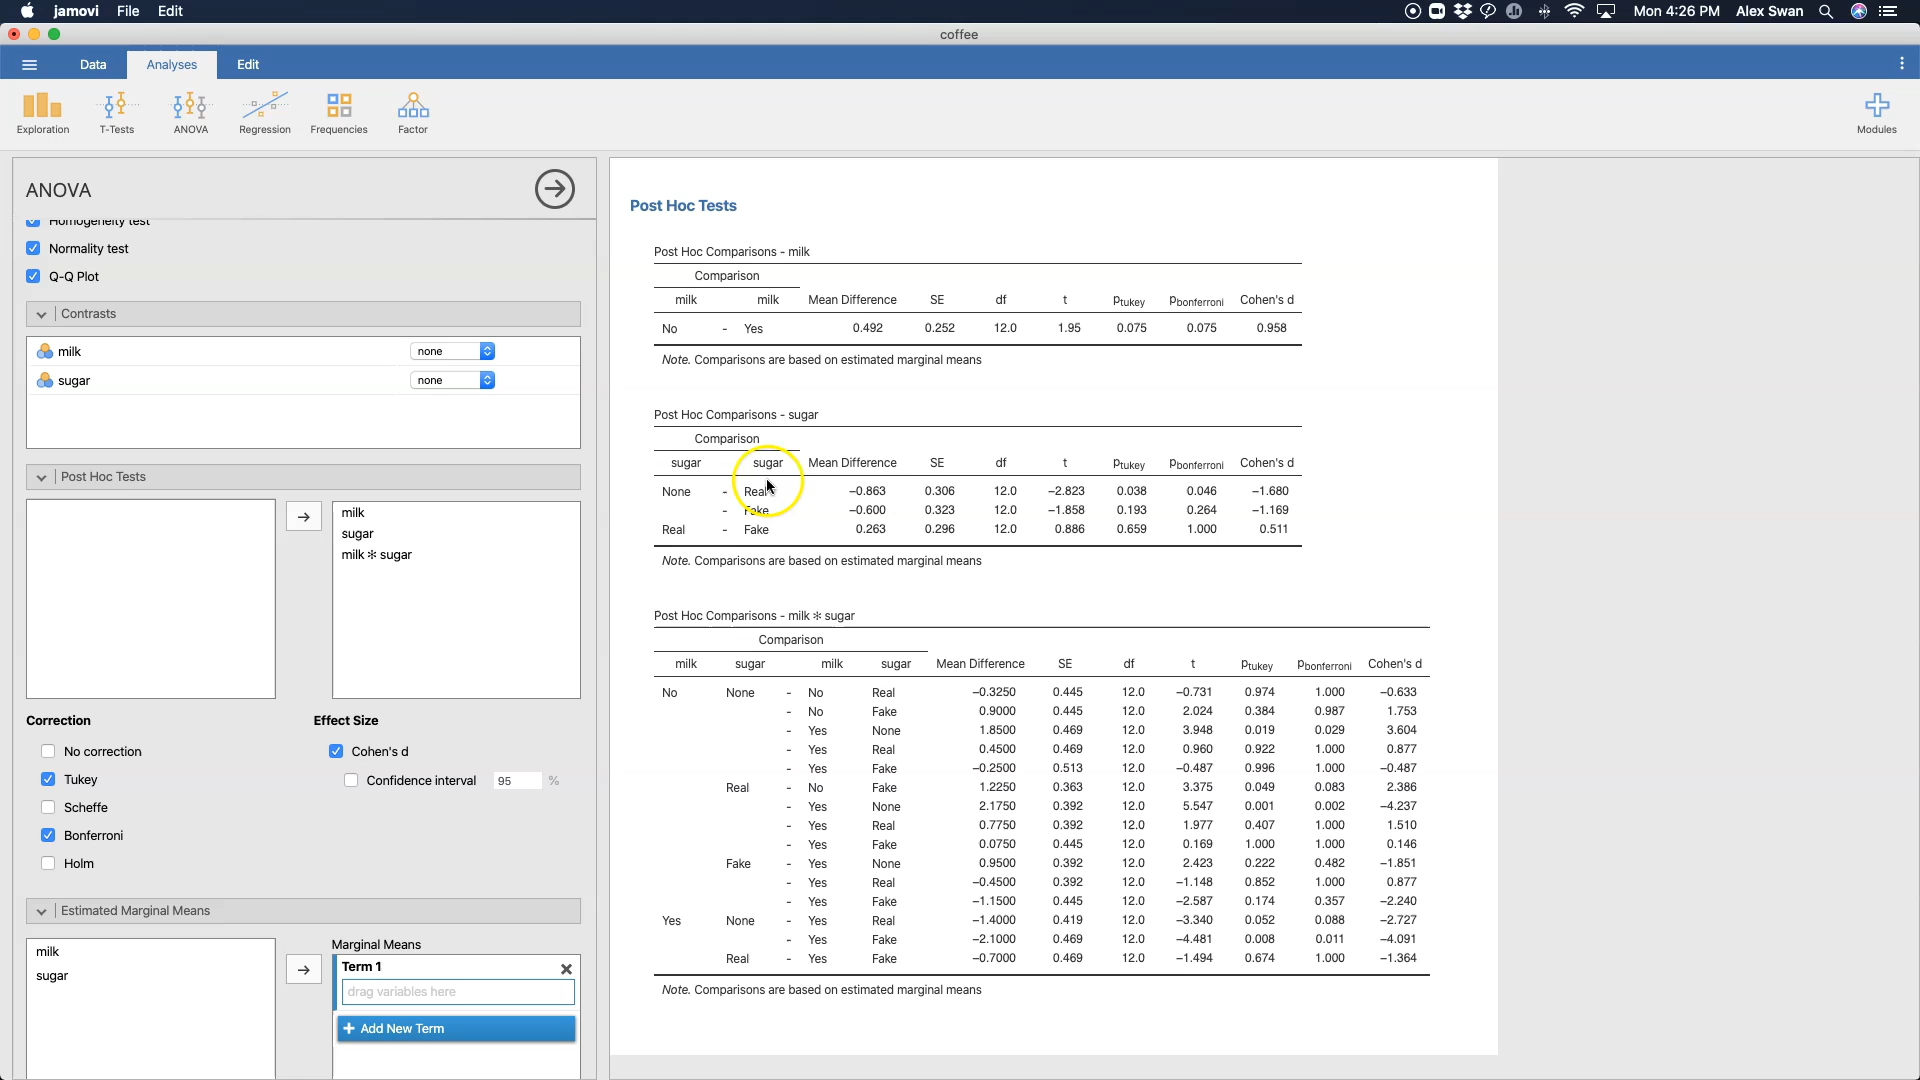 jamovi File Edit Mon 4:26 PM Alex Swan
coffee
Data Analyses Edit
Exploration T-Tests ANOVA Regression Frequencies Factor Modules
ANOVA
Homogeneity test
Normality test
Q-Q Plot
Contrasts
milk none
sugar none
Post Hoc Tests
milk
sugar
milk ✻ sugar
Correction Effect Size
No correction Cohen's d
Tukey Confidence interval 95 %
Scheffe
Bonferroni
Holm
Estimated Marginal Means
milk
sugar
Marginal Means
Term 1
drag variables here
Add New Term
Post Hoc Tests
Post Hoc Comparisons - milk
Comparison
milk milk Mean Difference SE df t ptukey pbonferroni Cohen's d
No - Yes 0.492 0.252 12.0 1.95 0.075 0.075 0.958
Note. Comparisons are based on estimated marginal means
Post Hoc Comparisons - sugar
Comparison
sugar sugar Mean Difference SE df t ptukey pbonferroni Cohen's d
None - Real −0.863 0.306 12.0 −2.823 0.038 0.046 −1.680
- Fake −0.600 0.323 12.0 −1.858 0.193 0.264 −1.169
Real - Fake 0.263 0.296 12.0 0.886 0.659 1.000 0.511
Note. Comparisons are based on estimated marginal means
Post Hoc Comparisons - milk ✻ sugar
Comparison
milk sugar milk sugar Mean Difference SE df t ptukey pbonferroni Cohen's d
No None - No Real −0.3250 0.445 12.0 −0.731 0.974 1.000 −0.633
- No Fake 0.9000 0.445 12.0 2.024 0.384 0.987 1.753
- Yes None 1.8500 0.469 12.0 3.948 0.019 0.029 3.604
- Yes Real 0.4500 0.469 12.0 0.960 0.922 1.000 0.877
- Yes Fake −0.2500 0.513 12.0 −0.487 0.996 1.000 −0.487
Real - No Fake 1.2250 0.363 12.0 3.375 0.049 0.083 2.386
- Yes None 2.1750 0.392 12.0 5.547 0.001 0.002 −4.237
- Yes Real 0.7750 0.392 12.0 1.977 0.407 1.000 1.510
- Yes Fake 0.0750 0.445 12.0 0.169 1.000 1.000 0.146
Fake - Yes None 0.9500 0.392 12.0 2.423 0.222 0.482 −1.851
- Yes Real −0.4500 0.392 12.0 −1.148 0.852 1.000 0.877
- Yes Fake −1.1500 0.445 12.0 −2.587 0.174 0.357 −2.240
Yes None - Yes Real −1.4000 0.419 12.0 −3.340 0.052 0.088 −2.727
- Yes Fake −2.1000 0.469 12.0 −4.481 0.008 0.011 −4.091
Real - Yes Fake −0.7000 0.469 12.0 −1.494 0.674 1.000 −1.364
Note. Comparisons are based on estimated marginal means